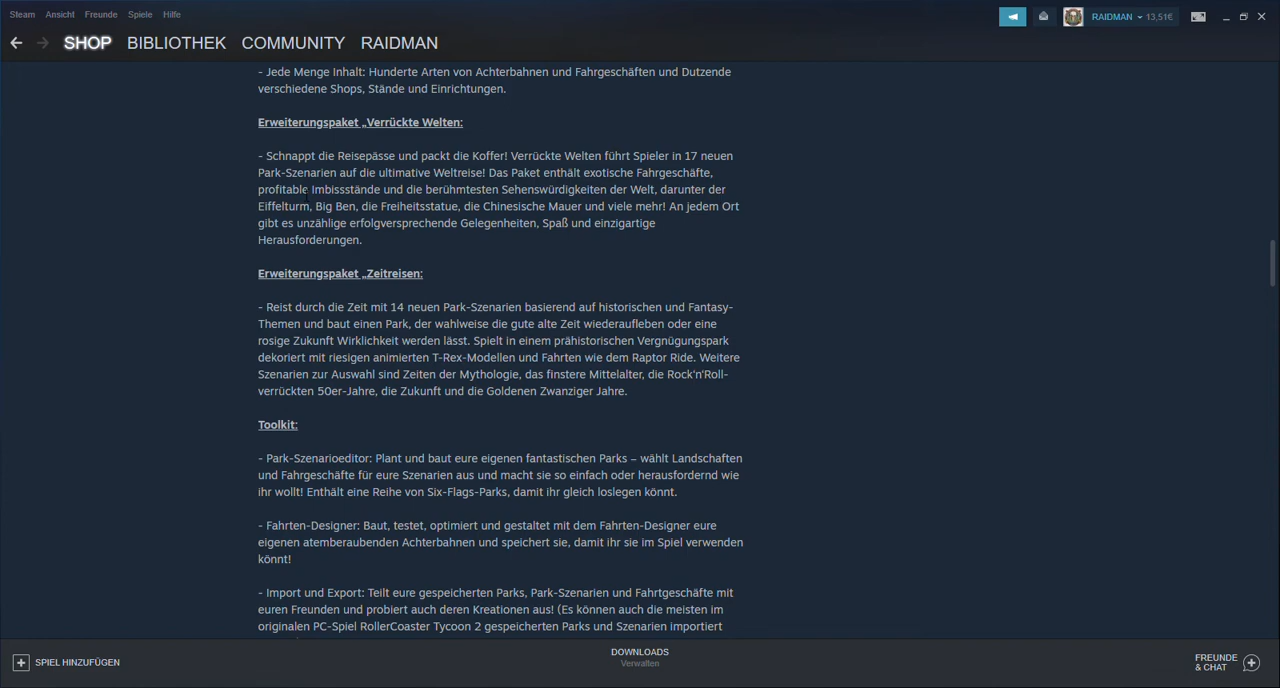 Steam Ansicht Freunde Spiele Hilfe
RAIDMAN 13,51€
SHOP BIBLIOTHEK COMMUNITY RAIDMAN
- Jede Menge Inhalt: Hunderte Arten von Achterbahnen und Fahrgeschäften und Dutzende
verschiedene Shops, Stände und Einrichtungen.
Erweiterungspaket „Verrückte Welten:
- Schnappt die Reisepässe und packt die Koffer! Verrückte Welten führt Spieler in 17 neuen
Park-Szenarien auf die ultimative Weltreise! Das Paket enthält exotische Fahrgeschäfte,
profitable Imbissstände und die berühmtesten Sehenswürdigkeiten der Welt, darunter der
Eiffelturm, Big Ben, die Freiheitsstatue, die Chinesische Mauer und viele mehr! An jedem Ort
gibt es unzählige erfolgversprechende Gelegenheiten, Spaß und einzigartige
Herausforderungen.
Erweiterungspaket „Zeitreisen:
- Reist durch die Zeit mit 14 neuen Park-Szenarien basierend auf historischen und Fantasy-
Themen und baut einen Park, der wahlweise die gute alte Zeit wiederaufleben oder eine
rosige Zukunft Wirklichkeit werden lässt. Spielt in einem prähistorischen Vergnügungspark
dekoriert mit riesigen animierten T-Rex-Modellen und Fahrten wie dem Raptor Ride. Weitere
Szenarien zur Auswahl sind Zeiten der Mythologie, das finstere Mittelalter, die Rock'n'Roll-
verrückten 50er-Jahre, die Zukunft und die Goldenen Zwanziger Jahre.
Toolkit:
- Park-Szenarioeditor: Plant und baut eure eigenen fantastischen Parks – wählt Landschaften
und Fahrgeschäfte für eure Szenarien aus und macht sie so einfach oder herausfordernd wie
ihr wollt! Enthält eine Reihe von Six-Flags-Parks, damit ihr gleich loslegen könnt.
- Fahrten-Designer: Baut, testet, optimiert und gestaltet mit dem Fahrten-Designer eure
eigenen atemberaubenden Achterbahnen und speichert sie, damit ihr sie im Spiel verwenden
könnt!
- Import und Export: Teilt eure gespeicherten Parks, Park-Szenarien und Fahrtgeschäfte mit
euren Freunden und probiert auch deren Kreationen aus! (Es können auch die meisten im
originalen PC-Spiel RollerCoaster Tycoon 2 gespeicherten Parks und Szenarien importiert
SPIEL HINZUFÜGEN
DOWNLOADS
Verwalten
FREUNDE
& CHAT